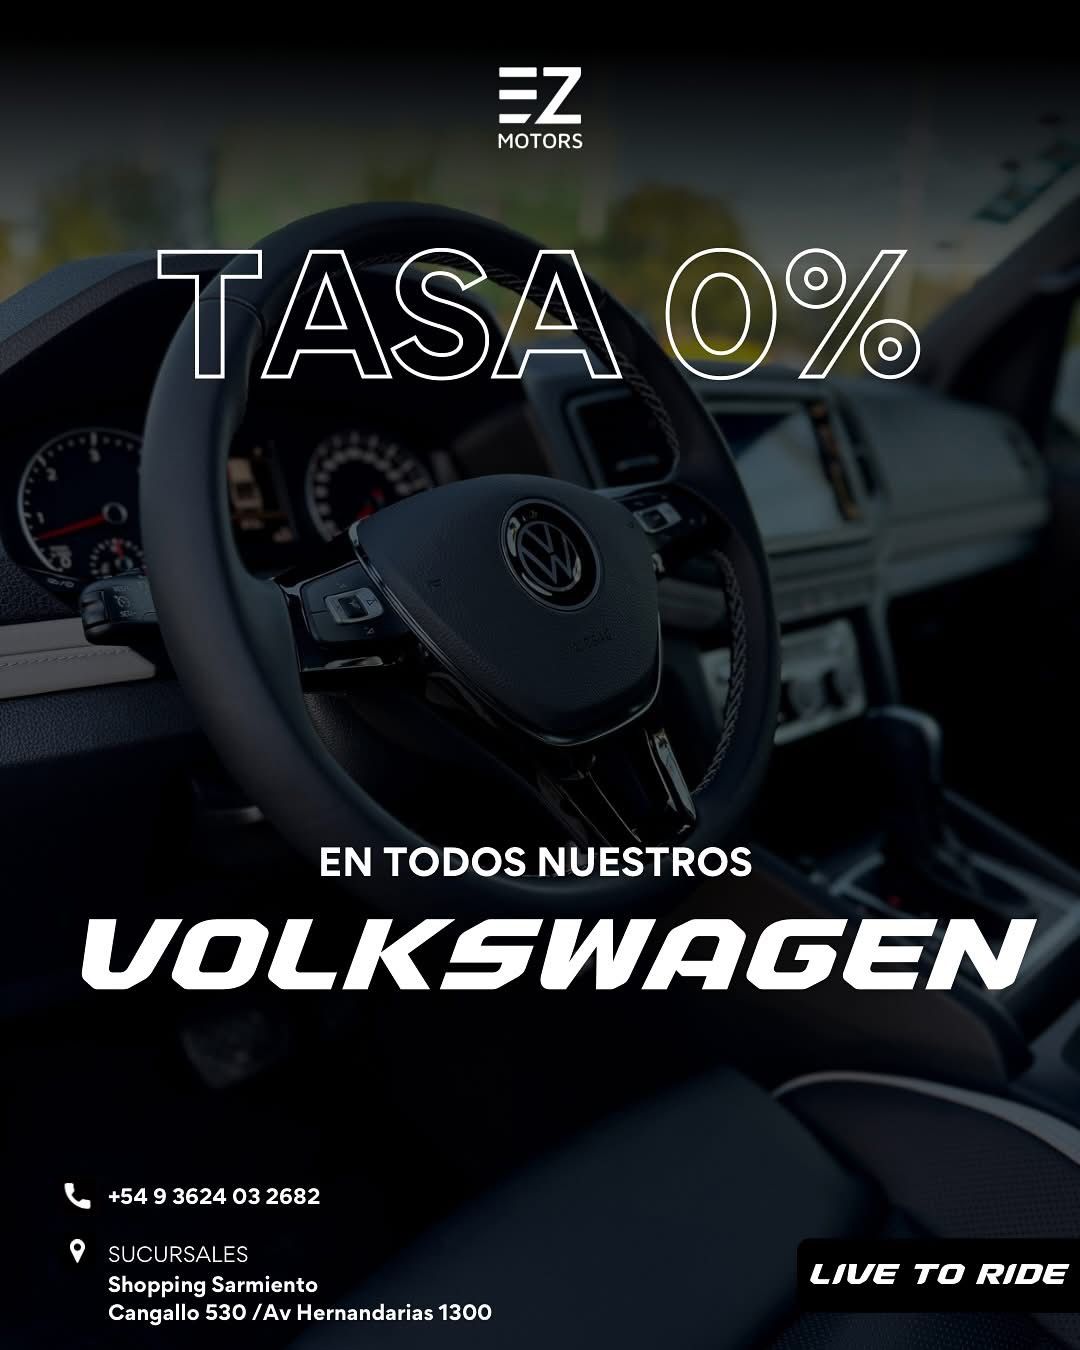 EZ
MOTORS
TASA 0%
EN TODOS NUESTROS
VOLKSWAGEN
+54 9 3624 03 2682
SUCURSALES
Shopping Sarmiento
Cangallo 530 /Av Hernandarias 1300
LIVE TO RIDE